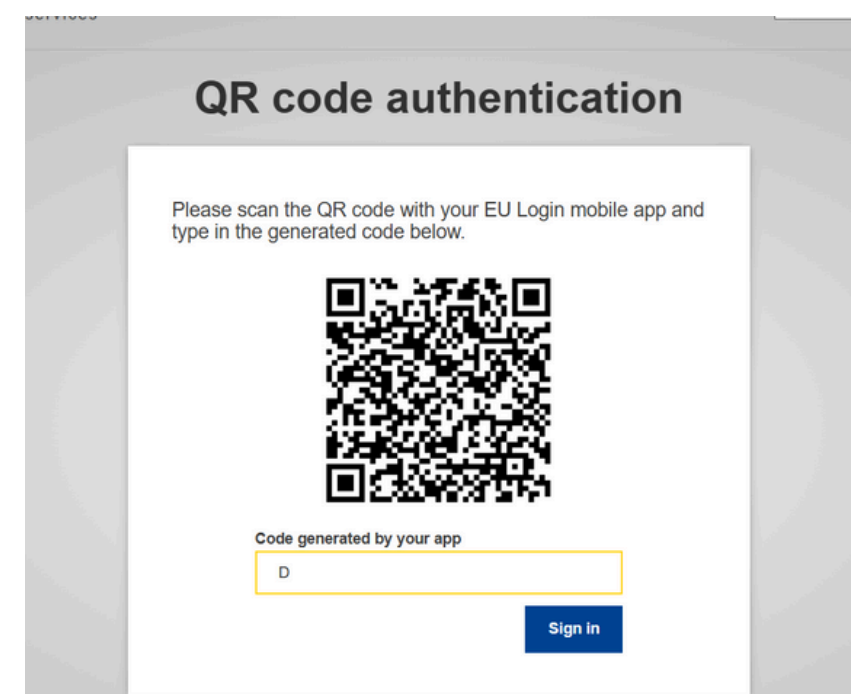 QR code authentication
Please scan the QR code with your EU Login mobile app and
type in the generated code below.
Code generated by your app
D
Sign in